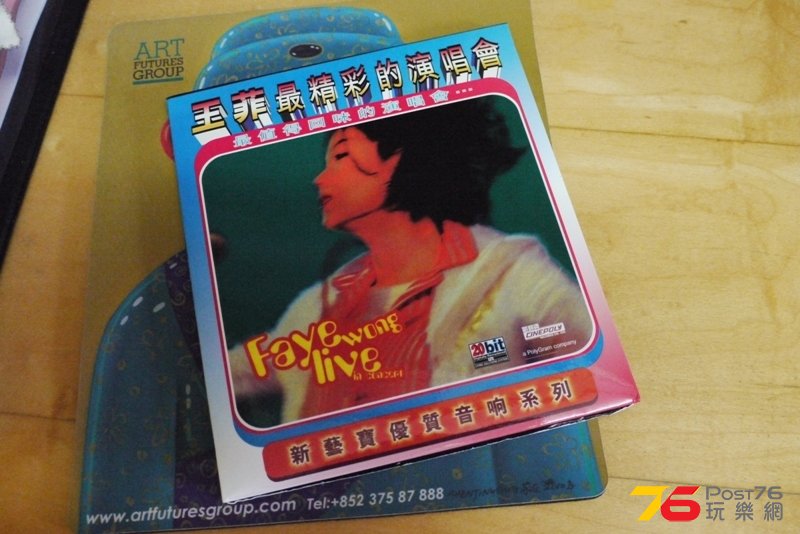 ART
FUTURES
GROUP
王菲最精彩的演唱會
最值得回味的演唱會......
Faye wong
live
20bit
CINEPOLY
a PolyGram company
新藝寶優質音响系列
www.artfuturesgroup.com Tel:+852 375 87 888
76 Post76
玩樂網